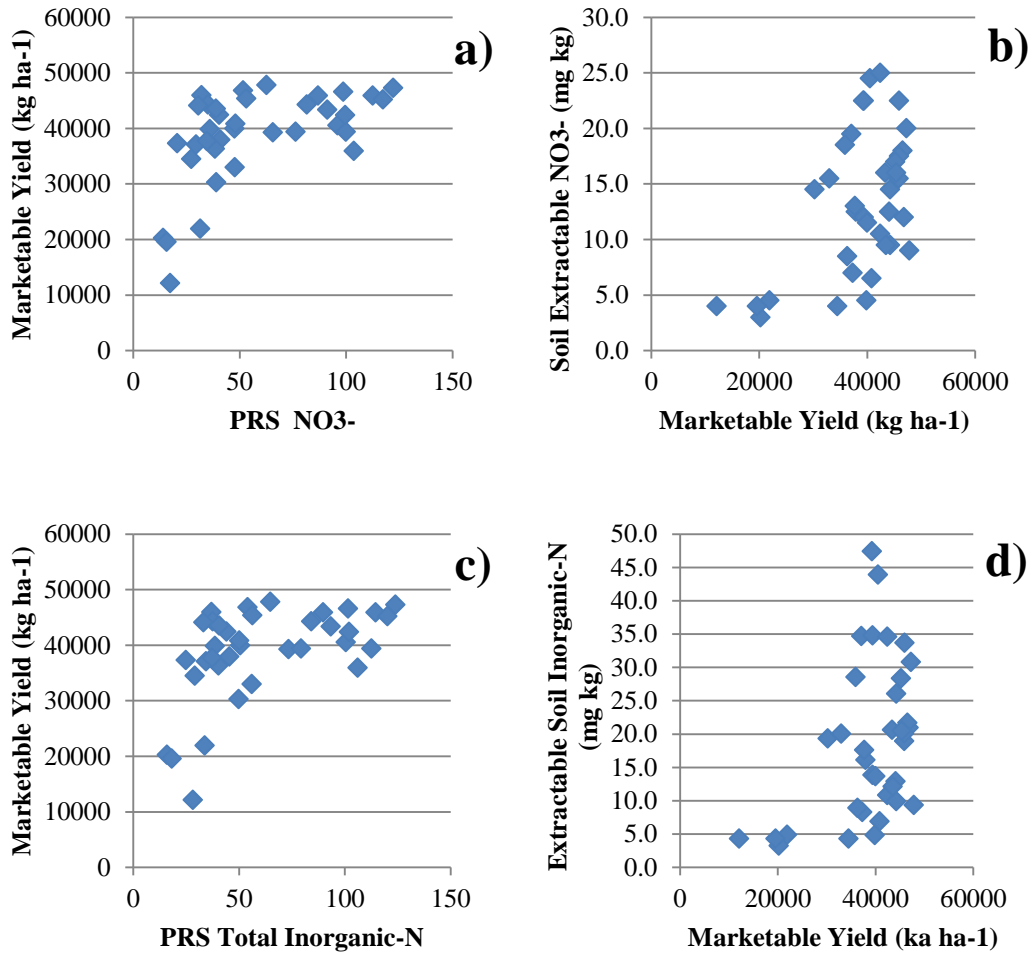 a)
Marketable Yield (kg ha-1)
60000
50000
40000
30000
20000
10000
0
0 50 100 150
PRS NO3-
b)
Soil Extractable NO3- (mg kg)
30.0
25.0
20.0
15.0
10.0
5.0
0.0
0 20000 40000 60000
Marketable Yield (kg ha-1)
c)
Marketable Yield (kg ha-1)
60000
50000
40000
30000
20000
10000
0
0 50 100 150
PRS Total Inorganic-N
d)
Extractable Soil Inorganic-N
(mg kg)
50.0
45.0
40.0
35.0
30.0
25.0
20.0
15.0
10.0
5.0
0.0
0 20000 40000 60000
Marketable Yield (ka ha-1)